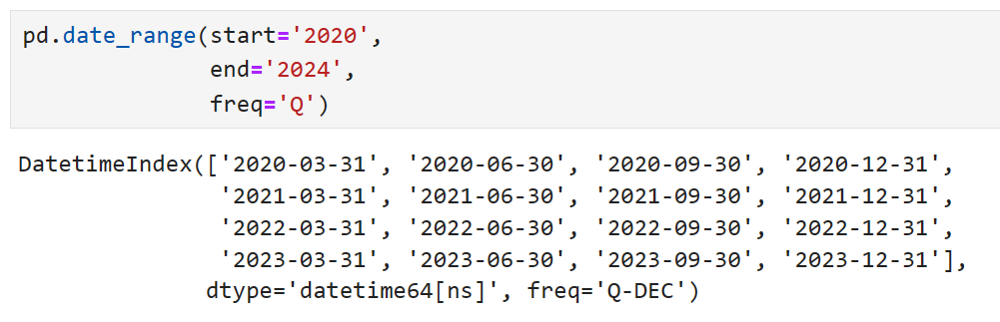 pd.date_range(start='2020',
end='2024',
freq='Q')
DatetimeIndex(['2020-03-31', '2020-06-30', '2020-09-30', '2020-12-31',
'2021-03-31', '2021-06-30', '2021-09-30', '2021-12-31',
'2022-03-31', '2022-06-30', '2022-09-30', '2022-12-31',
'2023-03-31', '2023-06-30', '2023-09-30', '2023-12-31'],
dtype='datetime64[ns]', freq='Q-DEC')